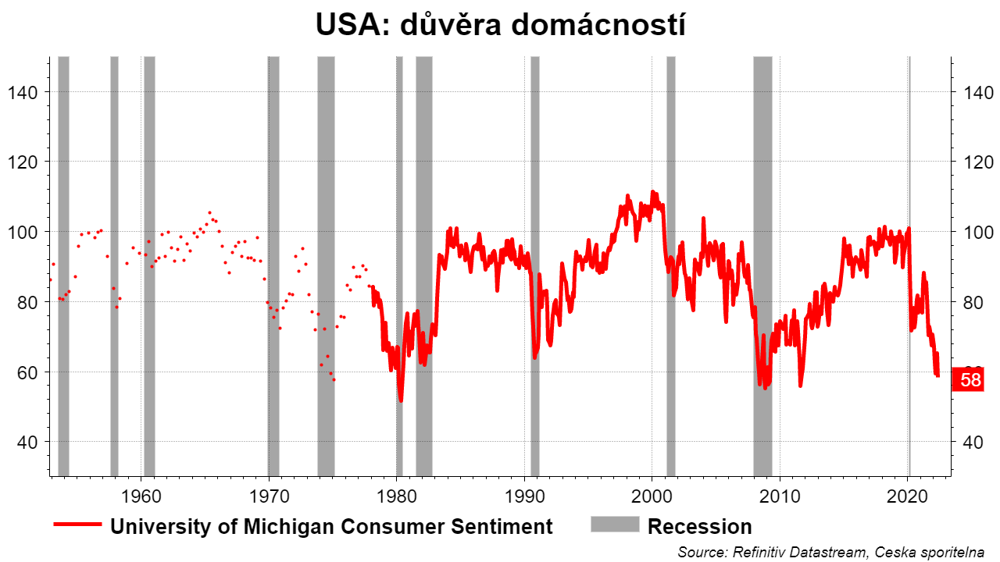 USA: důvěra domácností
140 140
120 120
100 100
80 80
60
58
40 40
1960 1970 1980 1990 2000 2010 2020
University of Michigan Consumer Sentiment Recession
Source: Refinitiv Datastream, Ceska sporitelna